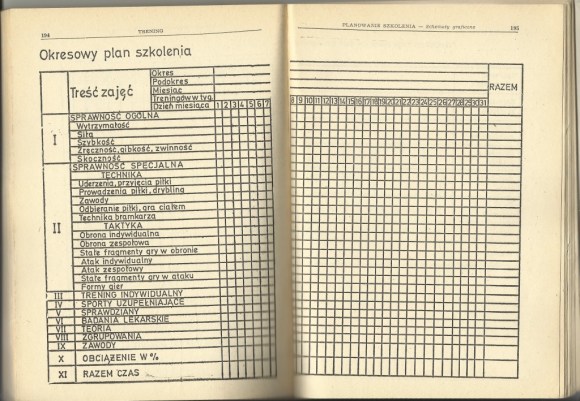 194
TRENING
Okresowy plan szkolenia
Treść zajęć
Okres
Podokres
Miesiąc
Treningów w tyg.
Dzień miesiąca 1 2 3 4 5 6 7
I
SPRAWNOŚĆ OGÓLNA
Wytrzymałość
Siła
Szybkość
Zręczność, gibkość, zwinność
Skoczność
II
SPRAWNOŚĆ SPECJALNA
TECHNIKA
Uderzenia, przyjęcia piłki
Prowadzenia piłki, drybling
Zawody
Odbieranie piłki, gra ciałem
Technika bramkarza
TAKTYKA
Obrona indywidualna
Obrona zespołowa
Stałe fragmenty gry w obronie
Atak indywidualny
Atak zespołowy
Stałe fragmenty gry w ataku
Formy gier
III TRENING INDYWIDUALNY
IV SPORTY UZUPEŁNIAJĄCE
V SPRAWDZIANY
VI BADANIA LEKARSKIE
VII TEORIA
VIII ZGRUPOWANIA
IX ZAWODY
X OBCIĄŻENIE W %
XI RAZEM CZAS
PLANOWANIE SZKOLENIA — Schematy graficzne
195
8 9 10 11 12 13 14 15 16 17 18 19 20 21 22 23 24 25 26 27 28 29 30 31
RAZEM